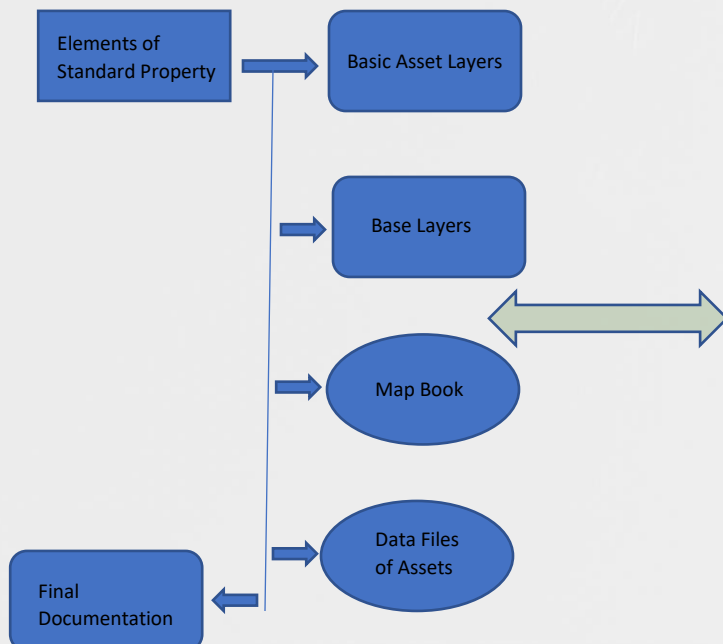 Elements of
Standard Property
Basic Asset Layers
Base Layers
Map Book
Data Files
of Assets
Final
Documentation